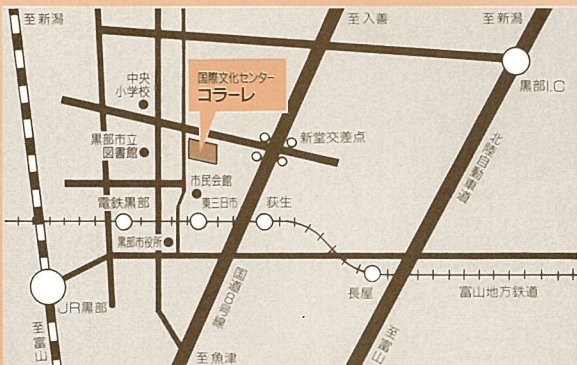 至新潟
至入善
至新潟
中央
小学校
国際文化センター
コラーレ
黒部I.C
黒部市立
図書館
新堂交差点
北陸自動車道
市民会館
電鉄黒部
東三日市
荻生
黒部市役所
国道8号線
長屋
富山地方鉄道
JR黒部
至富山
至魚津
至富山